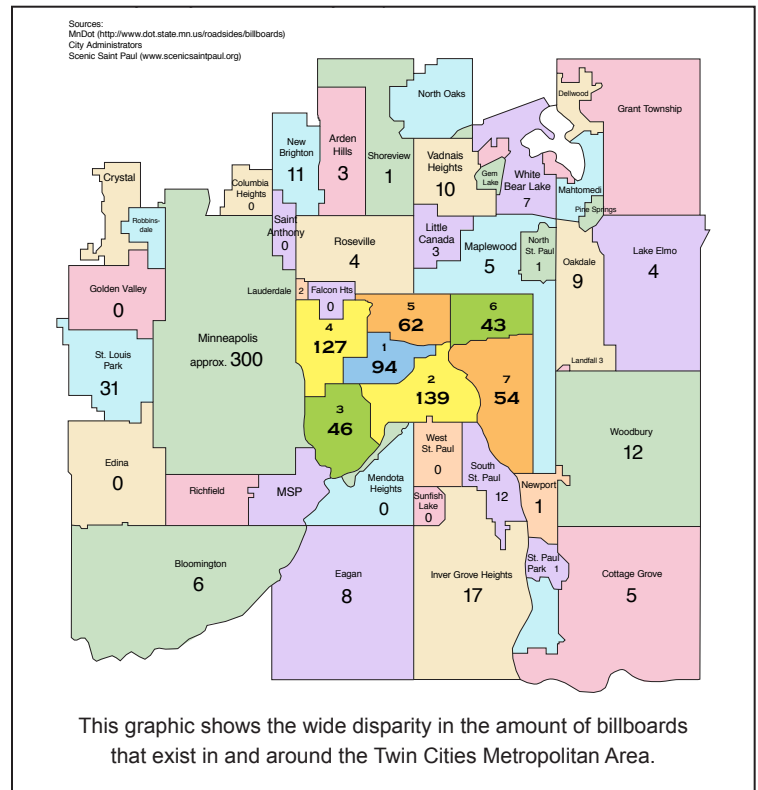 Sources:
MnDot (http://www.dot.state.mn.us/roadsides/billboards)
City Administrators
Scenic Saint Paul (www.scenicsaintpaul.org)
North Oaks
Dellwood
Grant Township
New
Brighton
11
Arden
Hills
3
Shoreview
1
Vadnais
Heights
10
Gem
Lake
White
Bear Lake
7
Mahtomedi
Pine Springs
Crystal
Robbins-
dale
Columbia
Heights
0
Saint
Anthony
0
Roseville
4
Little
Canada
3
Maplewood
5
North
St. Paul
1
Oakdale
9
Lake Elmo
4
Golden Valley
0
Lauderdale
2
Falcon Hts
0
Minneapolis
approx. 300
4
127
5
62
6
43
1
94
2
139
7
54
3
46
Landfall 3
St. Louis
Park
31
Edina
0
Richfield
MSP
Mendota
Heights
0
West
St. Paul
0
South
St. Paul
12
Sunfish
Lake
0
Newport
1
Woodbury
12
Bloomington
6
Eagan
8
Inver Grove Heights
17
St. Paul
Park 1
Cottage Grove
5
This graphic shows the wide disparity in the amount of billboards
that exist in and around the Twin Cities Metropolitan Area.